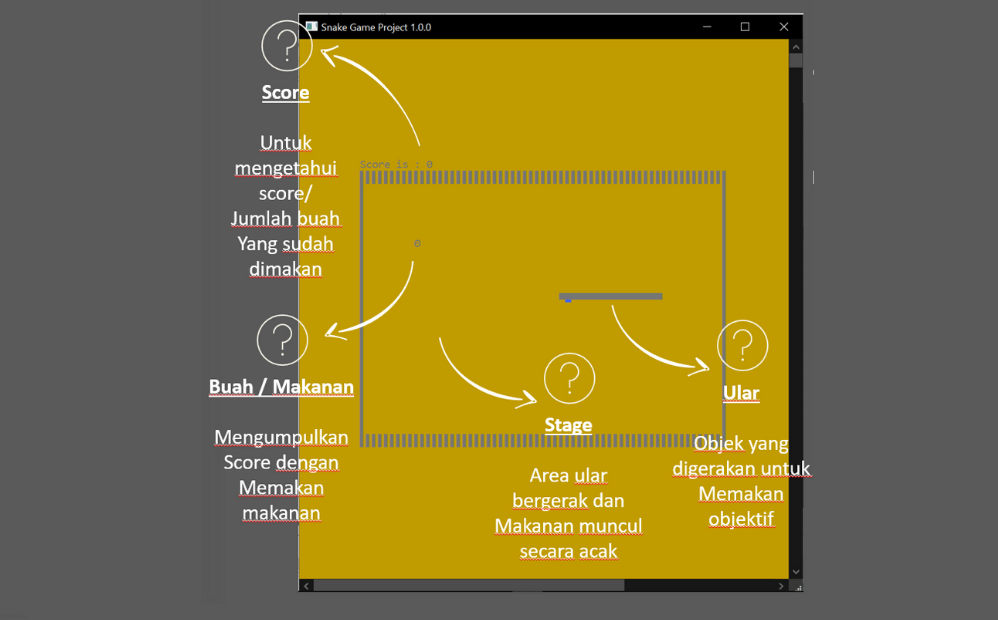 Snake Game Project 1.0.0
?
Score
Untuk
mengetahui
score/
Jumlah buah
Yang sudah
dimakan
Score is : 0
0
?
Buah / Makanan
Mengumpulkan
Score dengan
Memakan
makanan
?
Stage
Area ular
bergerak dan
Makanan muncul
secara acak
?
Ular
Objek yang
digerakan untuk
Memakan
objektif